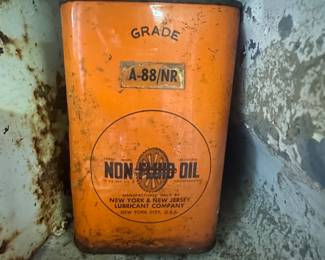 GRADE
A-88/NR
NON-FLUID OIL
MANUFACTURED ONLY BY
NEW YORK & NEW JERSEY
LUBRICANT COMPANY
NEW YORK CITY, U.S.A.